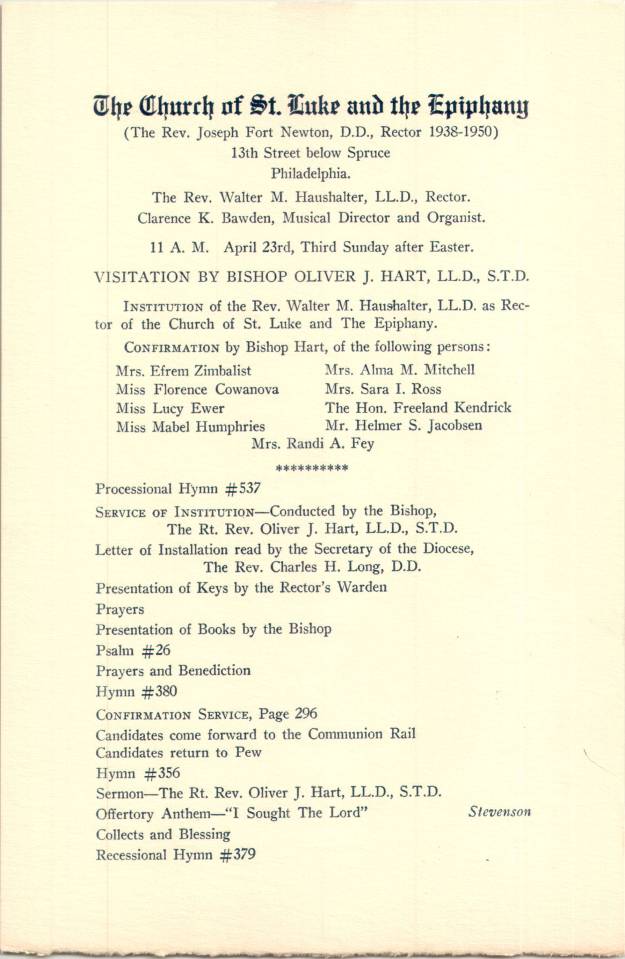 The Church of St. Luke and the Epiphany
(The Rev. Joseph Fort Newton, D.D., Rector 1938-1950)
13th Street below Spruce
Philadelphia.
The Rev. Walter M. Haushalter, LL.D., Rector.
Clarence K. Bawden, Musical Director and Organist.
11 A. M. April 23rd, Third Sunday after Easter.
VISITATION BY BISHOP OLIVER J. HART, LL.D., S.T.D.
INSTITUTION of the Rev. Walter M. Haushalter, LL.D. as Rec-
tor of the Church of St. Luke and The Epiphany.
CONFIRMATION by Bishop Hart, of the following persons:
Mrs. Efrem Zimbalist Mrs. Alma M. Mitchell
Miss Florence Cowanova Mrs. Sara I. Ross
Miss Lucy Ewer The Hon. Freeland Kendrick
Miss Mabel Humphries Mr. Helmer S. Jacobsen
Mrs. Randi A. Fey
**********
Processional Hymn #537
SERVICE OF INSTITUTION—Conducted by the Bishop,
The Rt. Rev. Oliver J. Hart, LL.D., S.T.D.
Letter of Installation read by the Secretary of the Diocese,
The Rev. Charles H. Long, D.D.
Presentation of Keys by the Rector's Warden
Prayers
Presentation of Books by the Bishop
Psalm #26
Prayers and Benediction
Hymn #380
CONFIRMATION SERVICE, Page 296
Candidates come forward to the Communion Rail
Candidates return to Pew
Hymn #356
Sermon—The Rt. Rev. Oliver J. Hart, LL.D., S.T.D.
Offertory Anthem—"I Sought The Lord" Stevenson
Collects and Blessing
Recessional Hymn #379